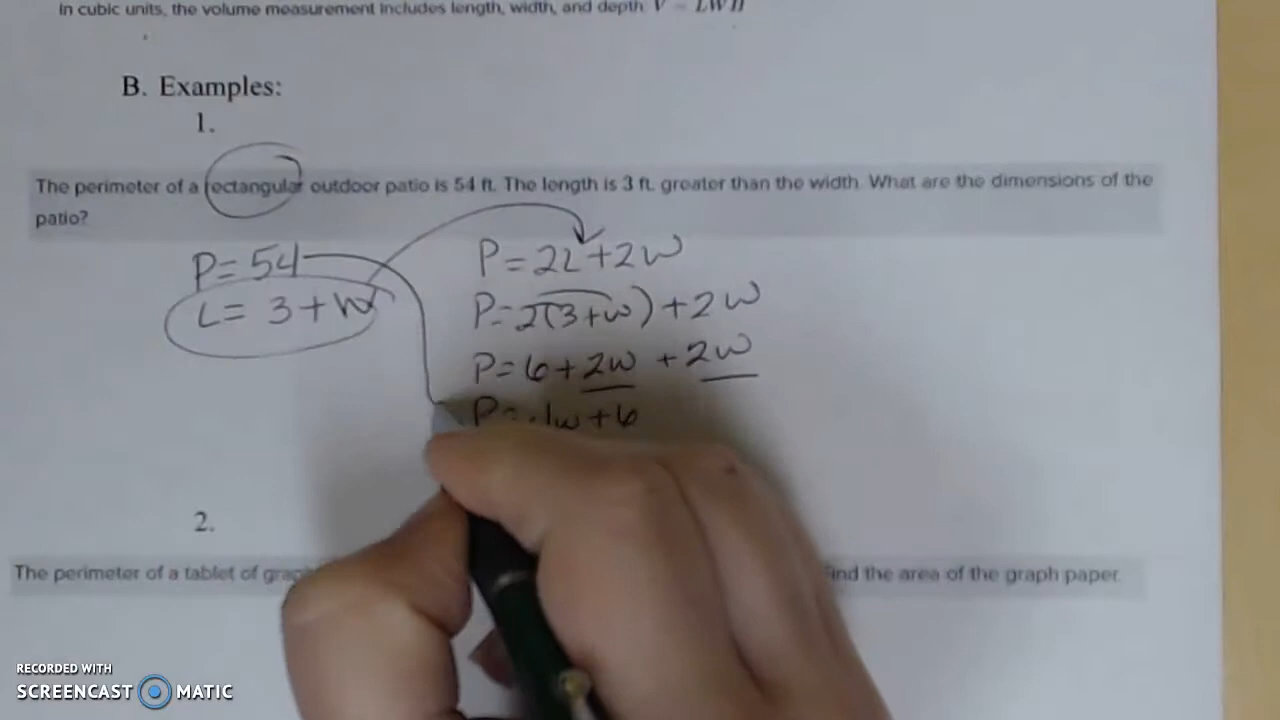 In cubic units, the volume measurement includes length, width, and depth V = LWH
B. Examples:
1.
The perimeter of a rectangular outdoor patio is 54 ft. The length is 3 ft. greater than the width. What are the dimensions of the
patio?
P=54
L= 3+W
P=2L+2W
P=2(3+W)+2W
P=6+2W+2W
P=4W+6
2.
The perimeter of a tablet of graph
Find the area of the graph paper.
RECORDED WITH
SCREENCAST MATIC